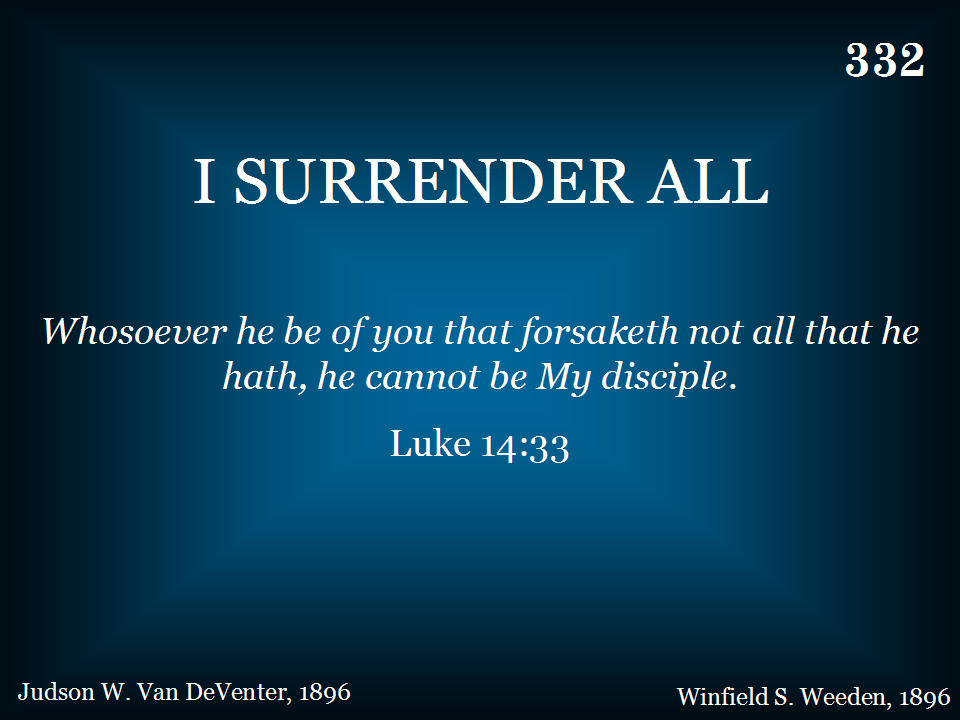 332
I SURRENDER ALL
Whosoever he be of you that forsaketh not all that he
hath, he cannot be My disciple.
Luke 14:33
Judson W. Van DeVenter, 1896
Winfield S. Weeden, 1896